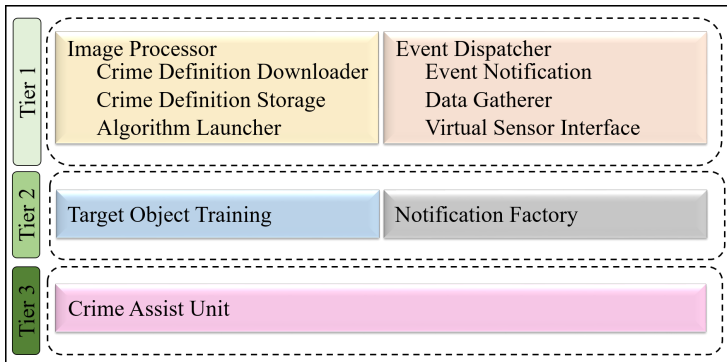 Tier 1
Image Processor
Crime Definition Downloader
Crime Definition Storage
Algorithm Launcher
Event Dispatcher
Event Notification
Data Gatherer
Virtual Sensor Interface
Tier 2
Target Object Training
Notification Factory
Tier 3
Crime Assist Unit